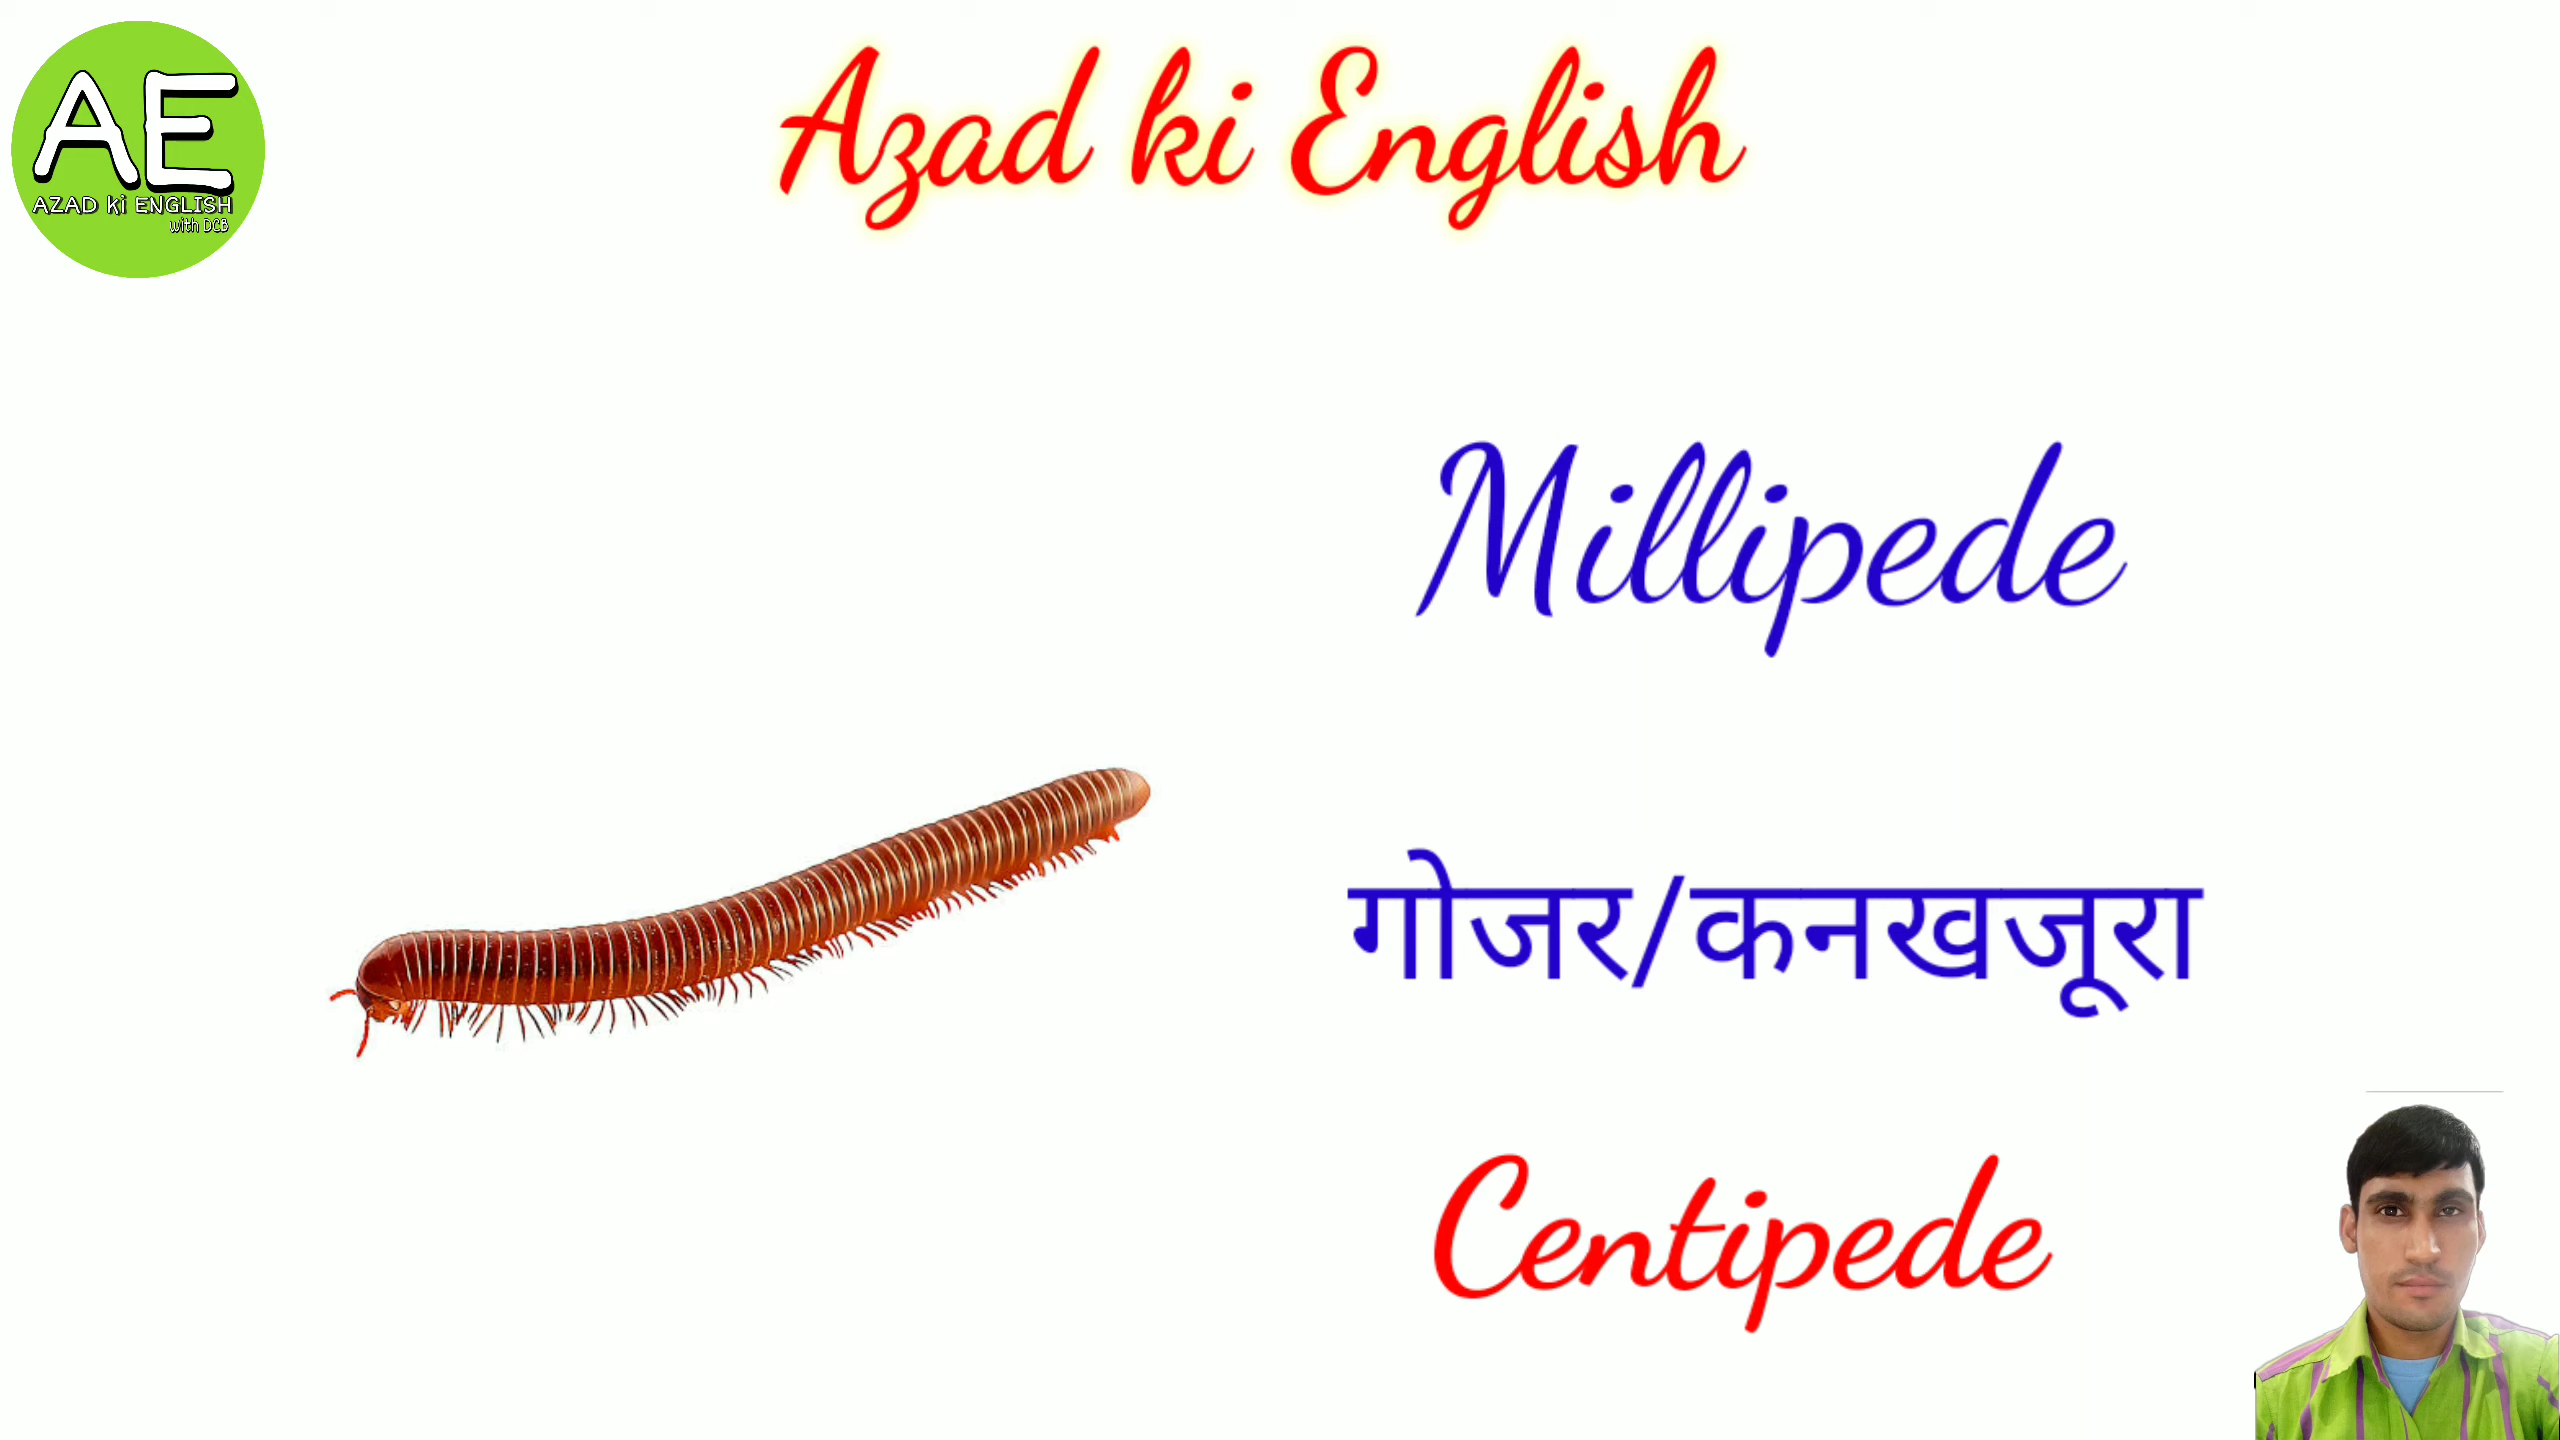 AE
AZAD ki ENGLISH
with DCB
Azad ki English
Millipede
गोजर/कनखजूरा
Centipede